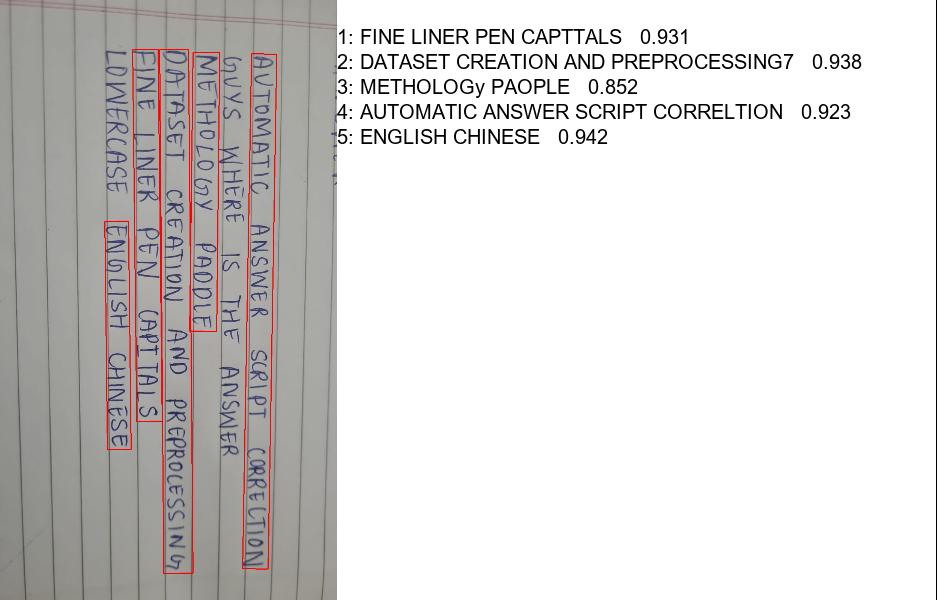 AUTOMATIC ANSWER SCRIPT CORRECTION
GUYS WHERE IS THE ANSWER
METHOLOGY PADDLE
DATASET CREATION AND PREPROCESSING
FINE LINER PEN CAPITALS
LOWERCASE ENGLISH CHINESE
1: FINE LINER PEN CAPTTALS 0.931
2: DATASET CREATION AND PREPROCESSING7 0.938
3: METHOLOGy PAOPLE 0.852
4: AUTOMATIC ANSWER SCRIPT CORRELTION 0.923
5: ENGLISH CHINESE 0.942